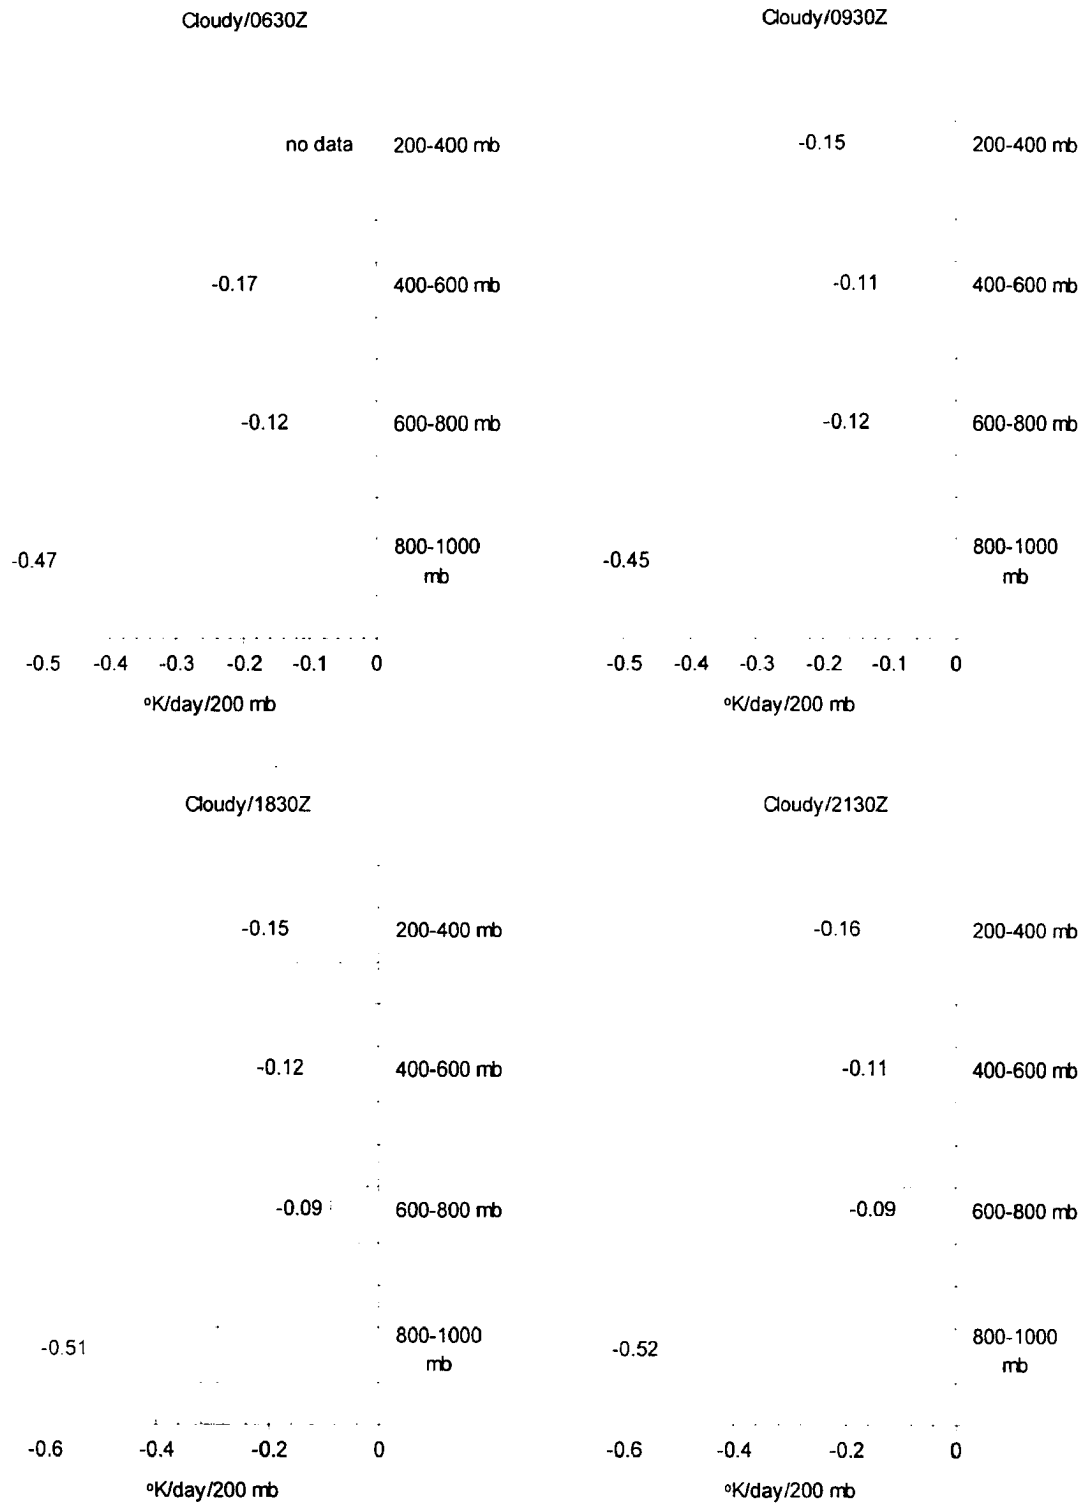 Cloudy/0630Z
no data 200-400 mb
-0.17 400-600 mb
-0.12 600-800 mb
-0.47 800-1000
mb
-0.5 -0.4 -0.3 -0.2 -0.1 0
°K/day/200 mb
Cloudy/0930Z
-0.15 200-400 mb
-0.11 400-600 mb
-0.12 600-800 mb
-0.45 800-1000
mb
-0.5 -0.4 -0.3 -0.2 -0.1 0
°K/day/200 mb
Cloudy/1830Z
-0.15 200-400 mb
-0.12 400-600 mb
-0.09 600-800 mb
-0.51 800-1000
mb
-0.6 -0.4 -0.2 0
°K/day/200 mb
Cloudy/2130Z
-0.16 200-400 mb
-0.11 400-600 mb
-0.09 600-800 mb
-0.52 800-1000
mb
-0.6 -0.4 -0.2 0
°K/day/200 mb